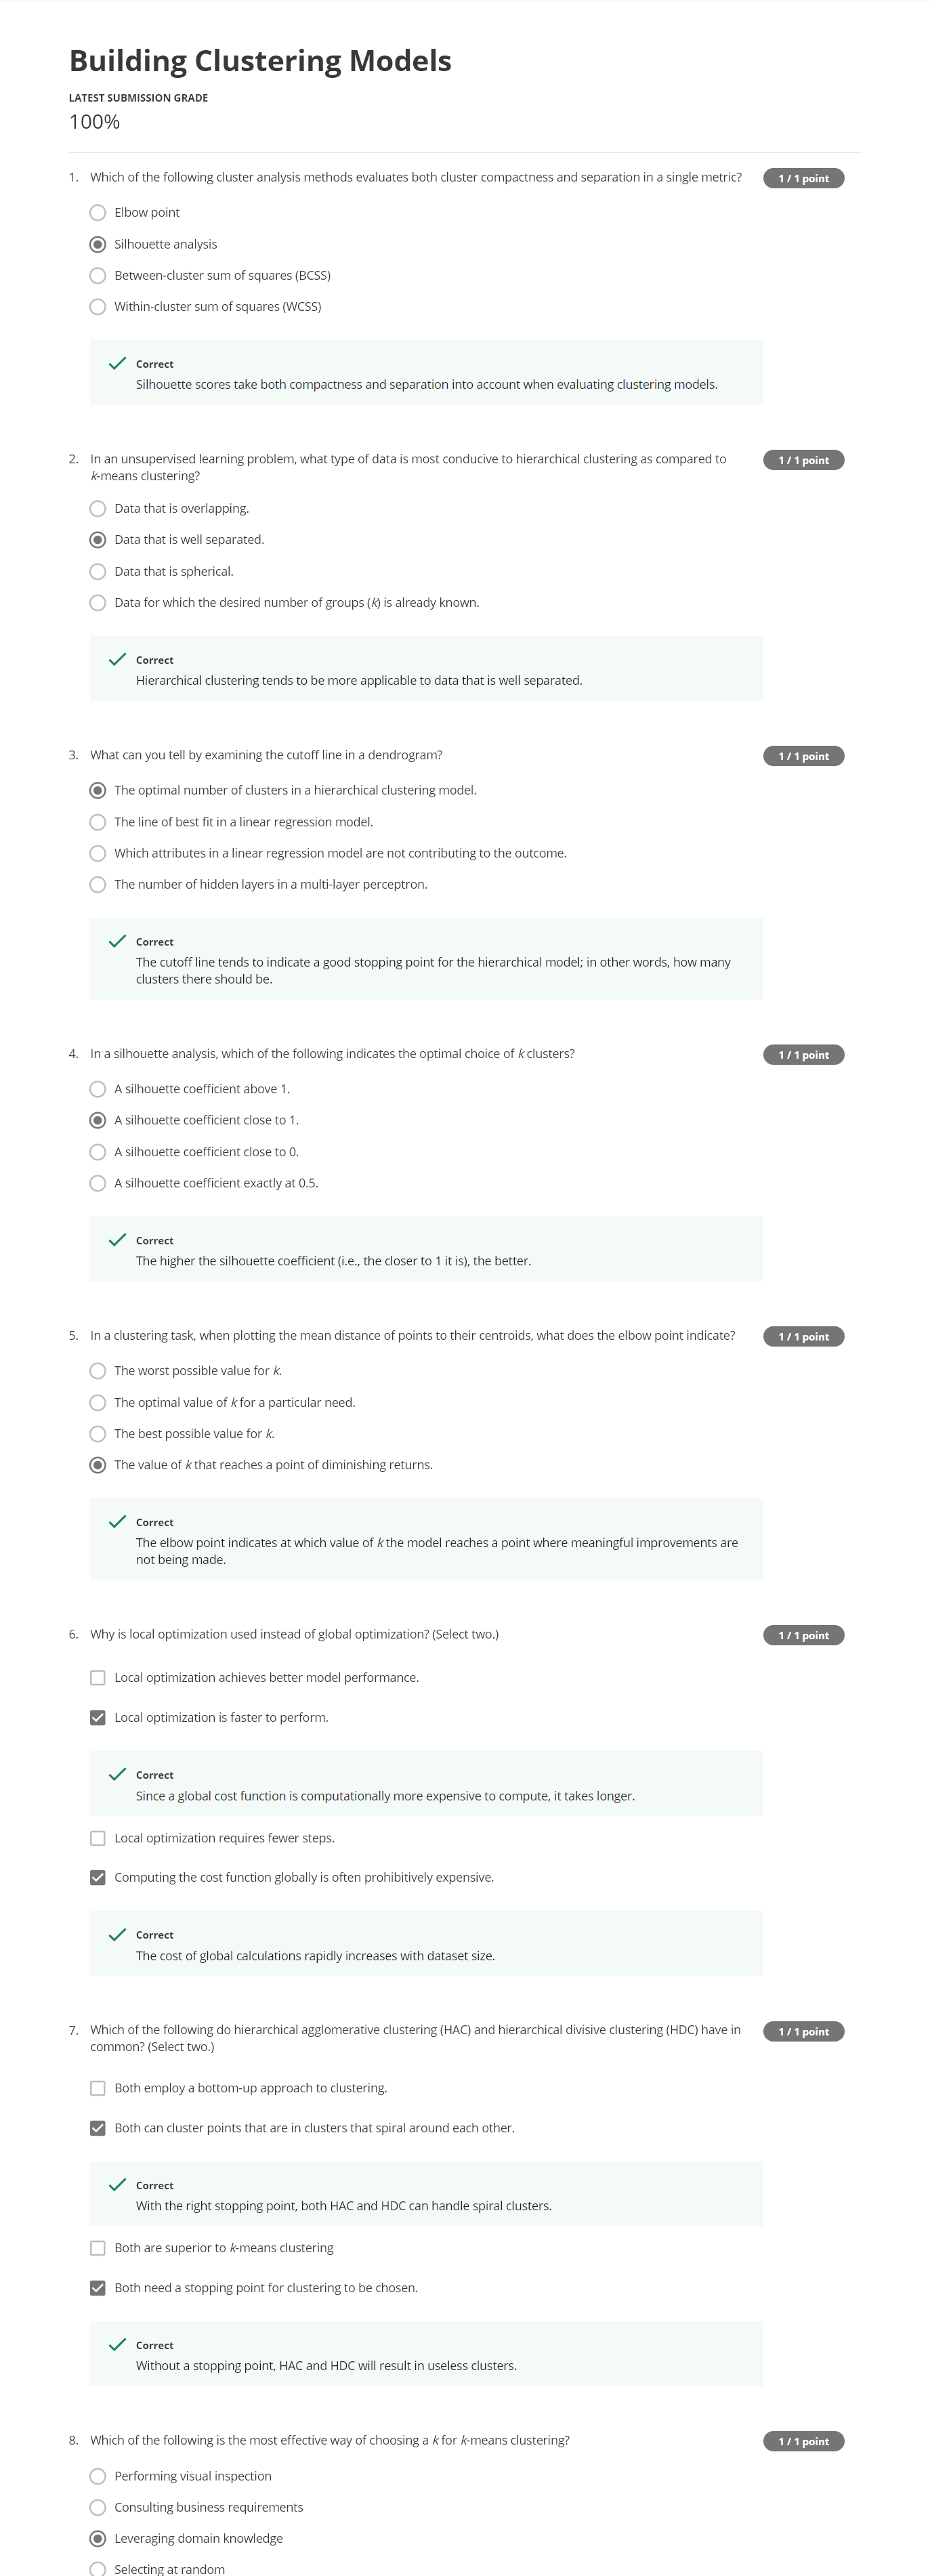 Building Clustering Models
LATEST SUBMISSION GRADE
100%
1. Which of the following cluster analysis methods evaluates both cluster compactness and separation in a single metric?
1 / 1 point
Elbow point
Silhouette analysis
Between-cluster sum of squares (BCSS)
Within-cluster sum of squares (WCSS)
Correct
Silhouette scores take both compactness and separation into account when evaluating clustering models.
2. In an unsupervised learning problem, what type of data is most conducive to hierarchical clustering as compared to
k-means clustering?
1 / 1 point
Data that is overlapping.
Data that is well separated.
Data that is spherical.
Data for which the desired number of groups (k) is already known.
Correct
Hierarchical clustering tends to be more applicable to data that is well separated.
3. What can you tell by examining the cutoff line in a dendrogram?
1 / 1 point
The optimal number of clusters in a hierarchical clustering model.
The line of best fit in a linear regression model.
Which attributes in a linear regression model are not contributing to the outcome.
The number of hidden layers in a multi-layer perceptron.
Correct
The cutoff line tends to indicate a good stopping point for the hierarchical model; in other words, how many
clusters there should be.
4. In a silhouette analysis, which of the following indicates the optimal choice of k clusters?
1 / 1 point
A silhouette coefficient above 1.
A silhouette coefficient close to 1.
A silhouette coefficient close to 0.
A silhouette coefficient exactly at 0.5.
Correct
The higher the silhouette coefficient (i.e., the closer to 1 it is), the better.
5. In a clustering task, when plotting the mean distance of points to their centroids, what does the elbow point indicate?
1 / 1 point
The worst possible value for k.
The optimal value of k for a particular need.
The best possible value for k.
The value of k that reaches a point of diminishing returns.
Correct
The elbow point indicates at which value of k the model reaches a point where meaningful improvements are
not being made.
6. Why is local optimization used instead of global optimization? (Select two.)
1 / 1 point
Local optimization achieves better model performance.
Local optimization is faster to perform.
Correct
Since a global cost function is computationally more expensive to compute, it takes longer.
Local optimization requires fewer steps.
Computing the cost function globally is often prohibitively expensive.
Correct
The cost of global calculations rapidly increases with dataset size.
7. Which of the following do hierarchical agglomerative clustering (HAC) and hierarchical divisive clustering (HDC) have in
common? (Select two.)
1 / 1 point
Both employ a bottom-up approach to clustering.
Both can cluster points that are in clusters that spiral around each other.
Correct
With the right stopping point, both HAC and HDC can handle spiral clusters.
Both are superior to k-means clustering
Both need a stopping point for clustering to be chosen.
Correct
Without a stopping point, HAC and HDC will result in useless clusters.
8. Which of the following is the most effective way of choosing a k for k-means clustering?
1 / 1 point
Performing visual inspection
Consulting business requirements
Leveraging domain knowledge
Selecting at random